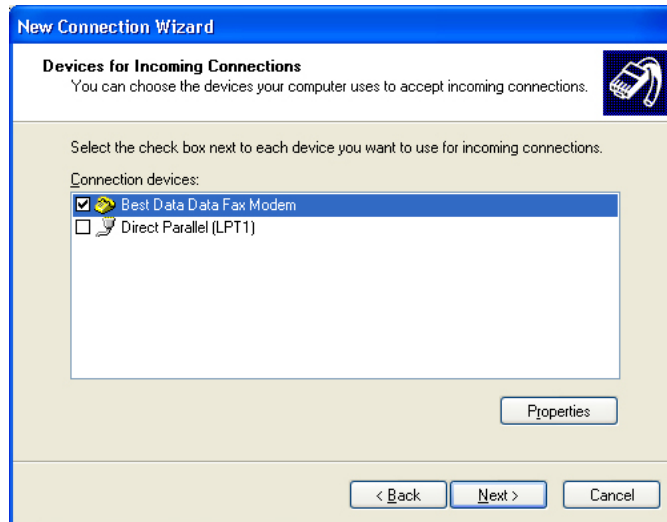 New Connection Wizard
Devices for Incoming Connections
You can choose the devices your computer uses to accept incoming connections.
Select the check box next to each device you want to use for incoming connections.
Connection devices:
Best Data Data Fax Modem
Direct Parallel (LPT1)
Properties
< Back Next > Cancel